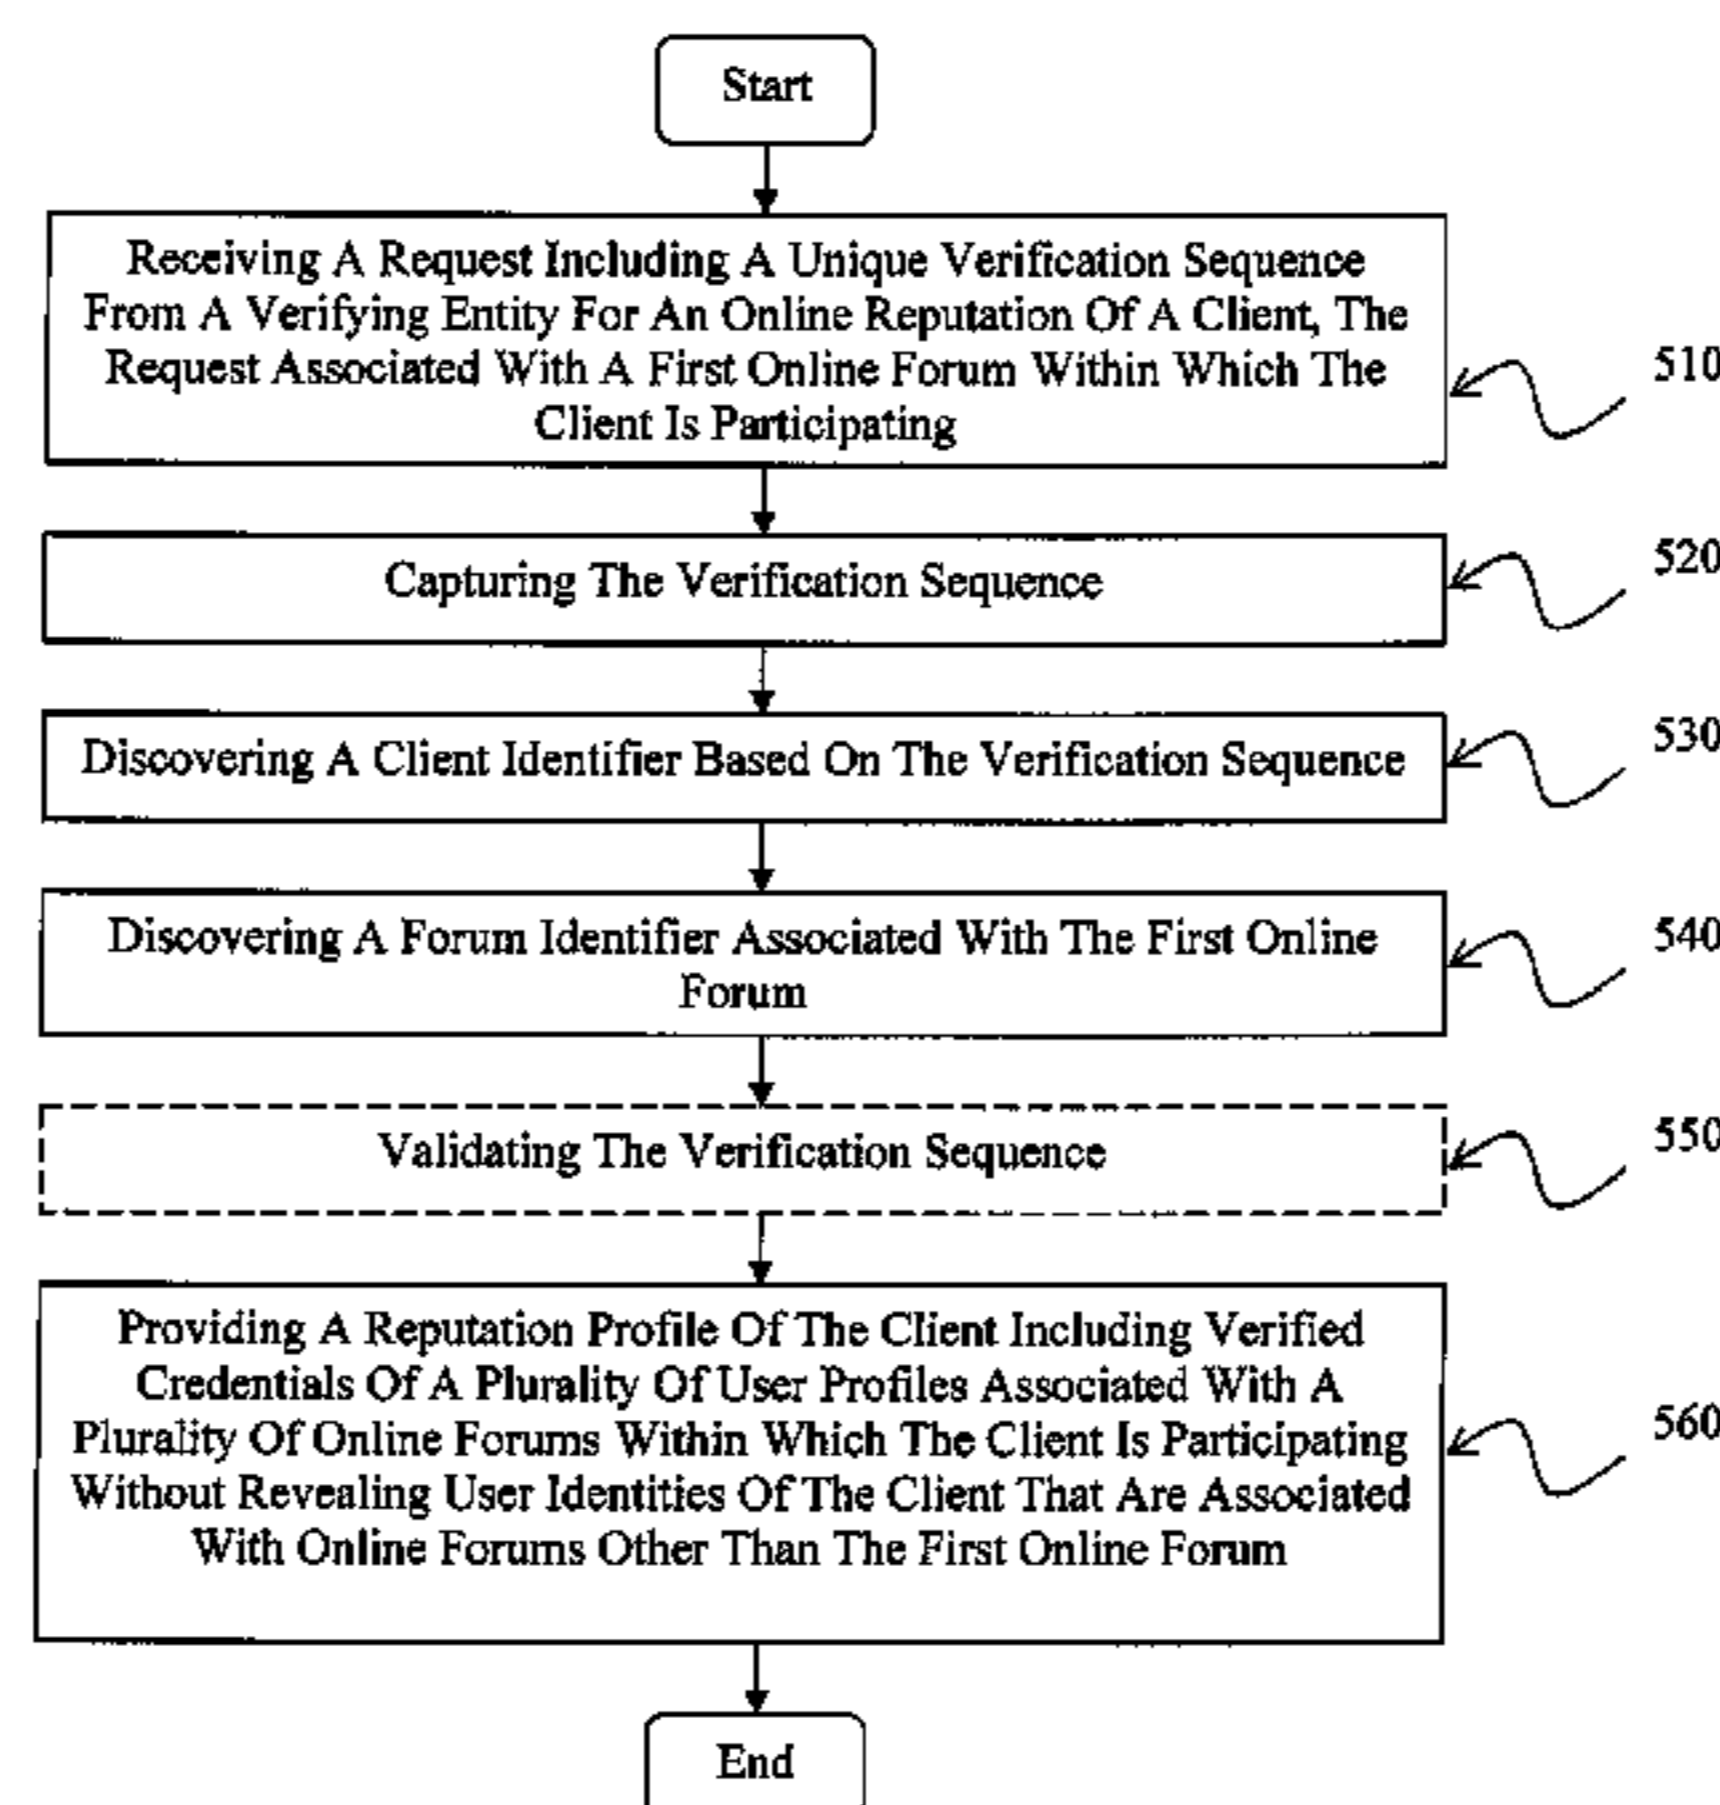 Start
Receiving A Request Including A Unique Verification Sequence
From A Verifying Entity For An Online Reputation Of A Client, The
Request Associated With A First Online Forum Within Which The
Client Is Participating
510
Capturing The Verification Sequence
520
Discovering A Client Identifier Based On The Verification Sequence
530
Discovering A Forum Identifier Associated With The First Online
Forum
540
Validating The Verification Sequence
550
Providing A Reputation Profile Of The Client Including Verified
Credentials Of A Plurality Of User Profiles Associated With A
Plurality Of Online Forums Within Which The Client Is Participating
Without Revealing User Identities Of The Client That Are Associated
With Online Forums Other Than The First Online Forum
560
End